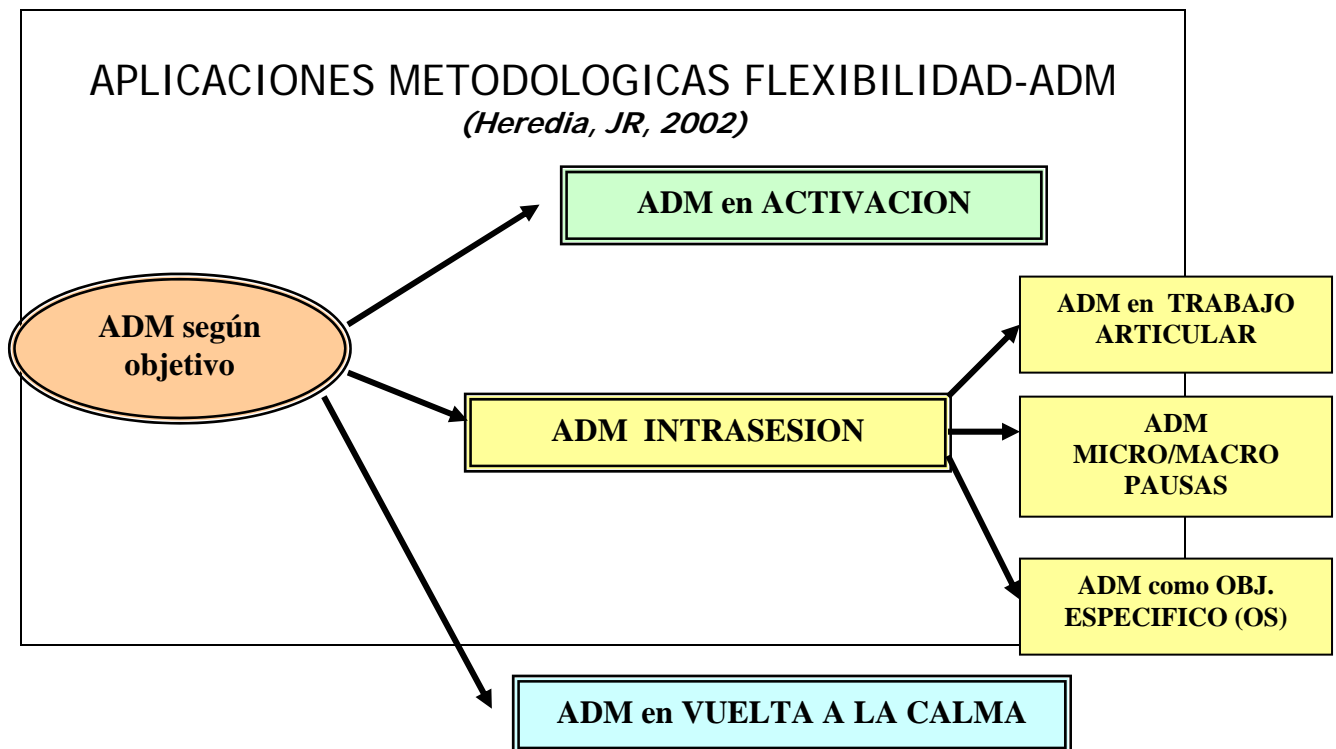 APLICACIONES METODOLOGICAS FLEXIBILIDAD-ADM
(Heredia, JR, 2002)
ADM en ACTIVACION
ADM según
objetivo
ADM INTRASESION
ADM en TRABAJO
ARTICULAR
ADM
MICRO/MACRO
PAUSAS
ADM como OBJ.
ESPECIFICO (OS)
ADM en VUELTA A LA CALMA